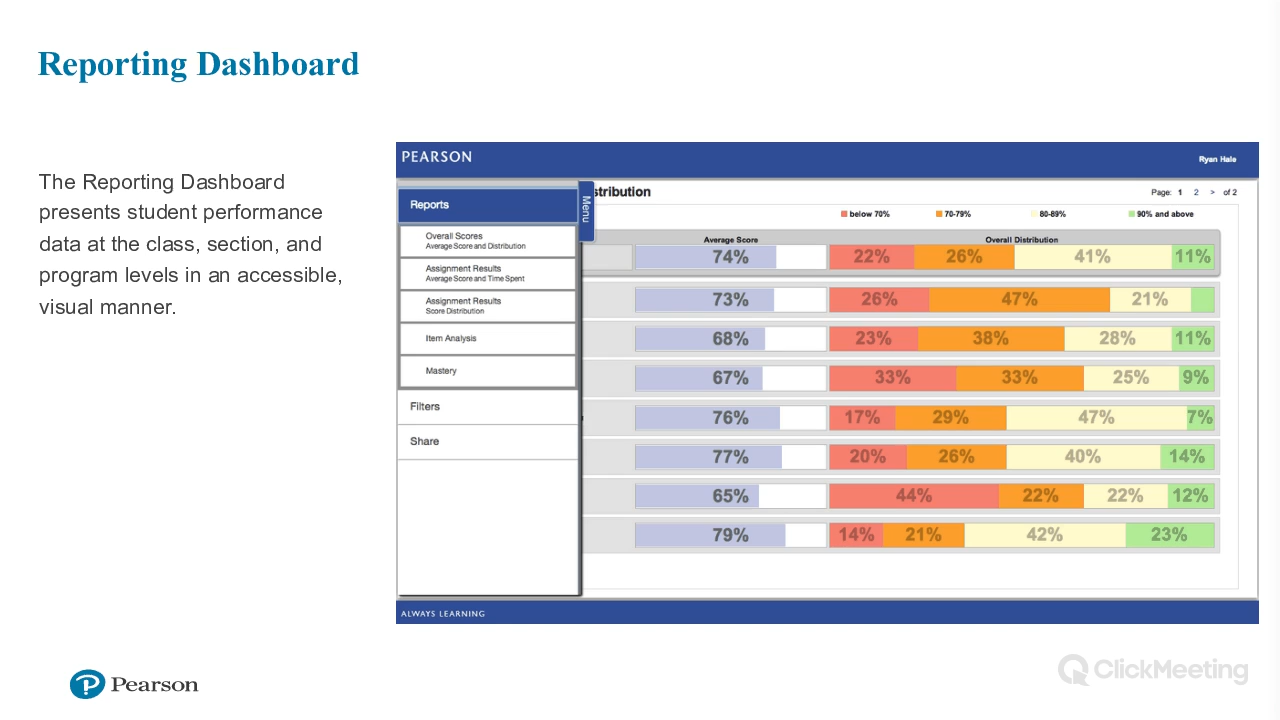 Reporting Dashboard
The Reporting Dashboard
presents student performance
data at the class, section, and
program levels in an accessible,
visual manner.
PEARSON
Ryan Hale
Reports
Menu
Overall Scores
Average Score and Distribution
Assignment Results
Average Score and Time Spent
Assignment Results
Score Distribution
Item Analysis
Mastery
Filters
Share
stribution
Page: 1 2 > of 2
below 70% 70-79% 80-89% 90% and above
Average Score Overall Distribution
74% 22% 26% 41% 11%
73% 26% 47% 21%
68% 23% 38% 28% 11%
67% 33% 33% 25% 9%
76% 17% 29% 47% 7%
77% 20% 26% 40% 14%
65% 44% 22% 22% 12%
79% 14% 21% 42% 23%
ALWAYS LEARNING
Pearson
ClickMeeting